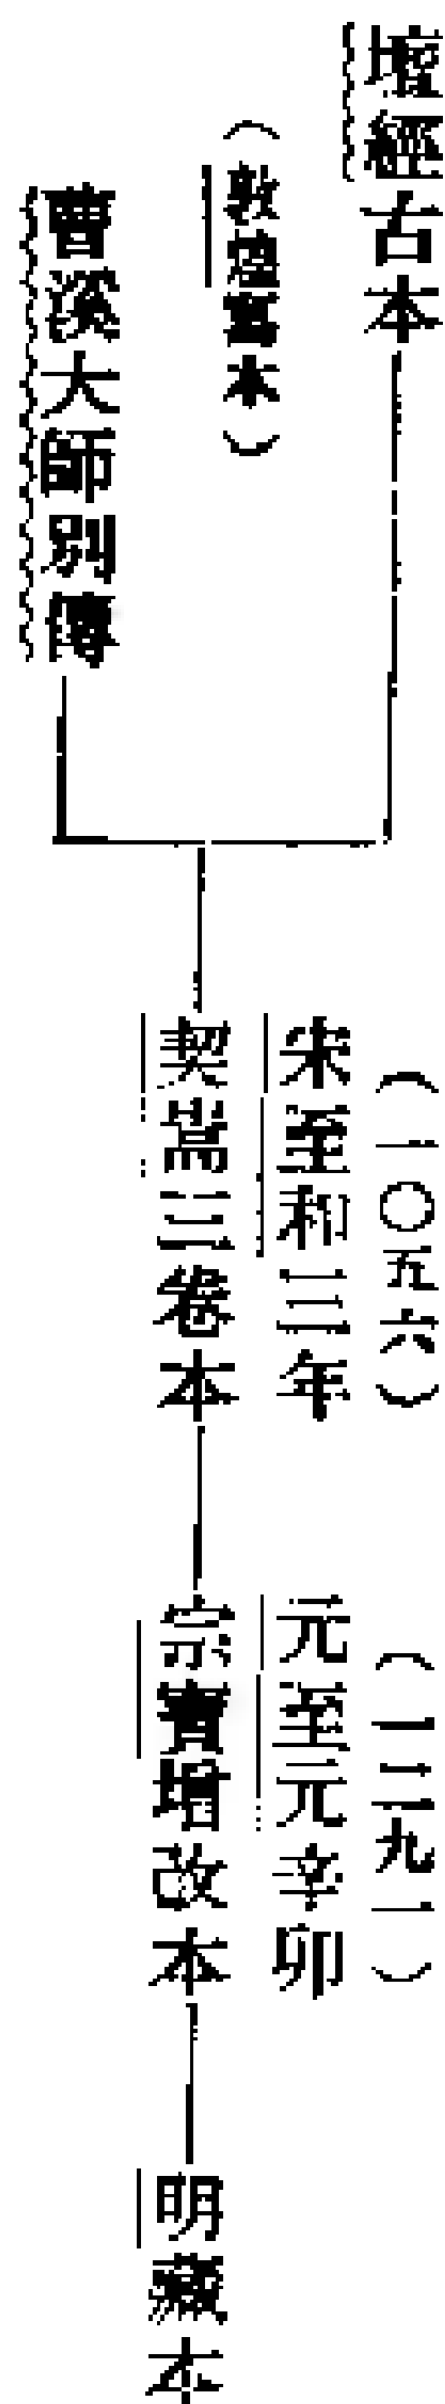 壇經古本
（敦煌寫本）
曹溪大師別傳
（一〇五六）
宋至和三年
契嵩三卷本
（一二九一）
元至元辛卯
宗寶增改本
明藏本